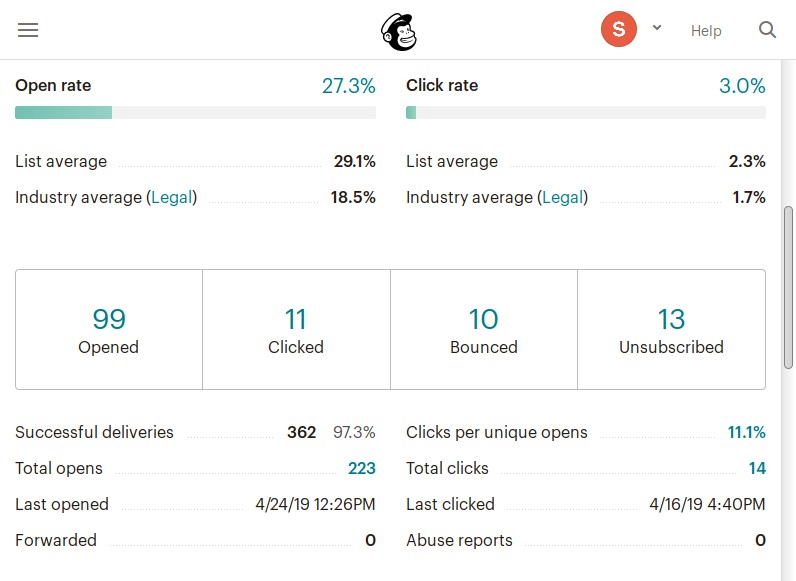 S Help
Open rate 27.3%
Click rate 3.0%
List average 29.1%
List average 2.3%
Industry average (Legal) 18.5%
Industry average (Legal) 1.7%
99 11 10 13
Opened Clicked Bounced Unsubscribed
Successful deliveries 362 97.3%
Clicks per unique opens 11.1%
Total opens 223
Total clicks 14
Last opened 4/24/19 12:26PM
Last clicked 4/16/19 4:40PM
Forwarded 0
Abuse reports 0